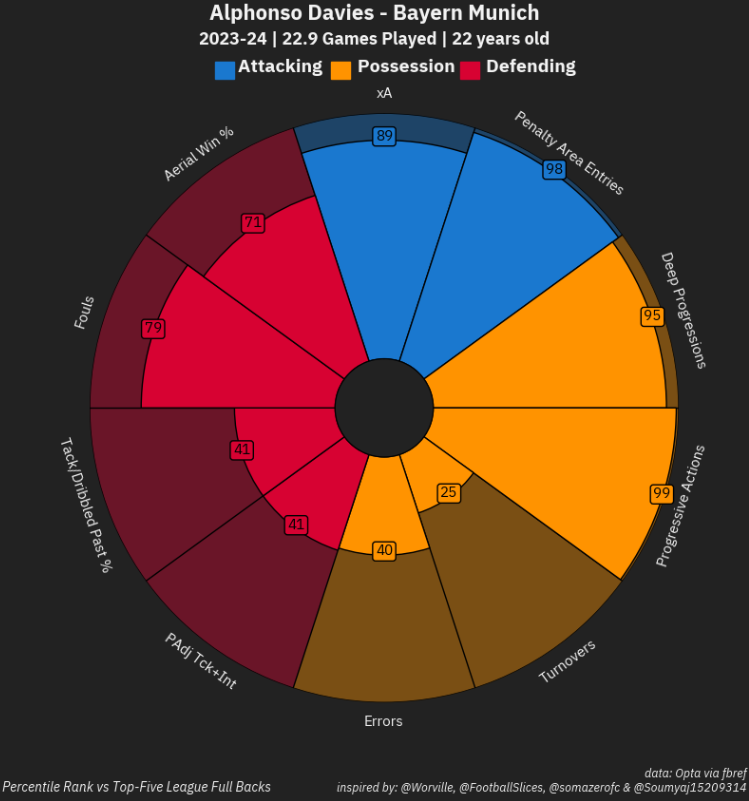 Alphonso Davies - Bayern Munich
2023-24 | 22.9 Games Played | 22 years old
Attacking Possession Defending
xA
Penalty Area Entries
Deep Progressions
Progressive Actions
Turnovers
Errors
PAdj Tck+Int
Tack/Dribbled Past %
Fouls
Aerial Win %
89
98
95
99
25
40
41
41
79
71
data: Opta via fbref
Percentile Rank vs Top-Five League Full Backs
inspired by: @Worville, @FootballSlices, @somazerofc & @Soumyaj15209314